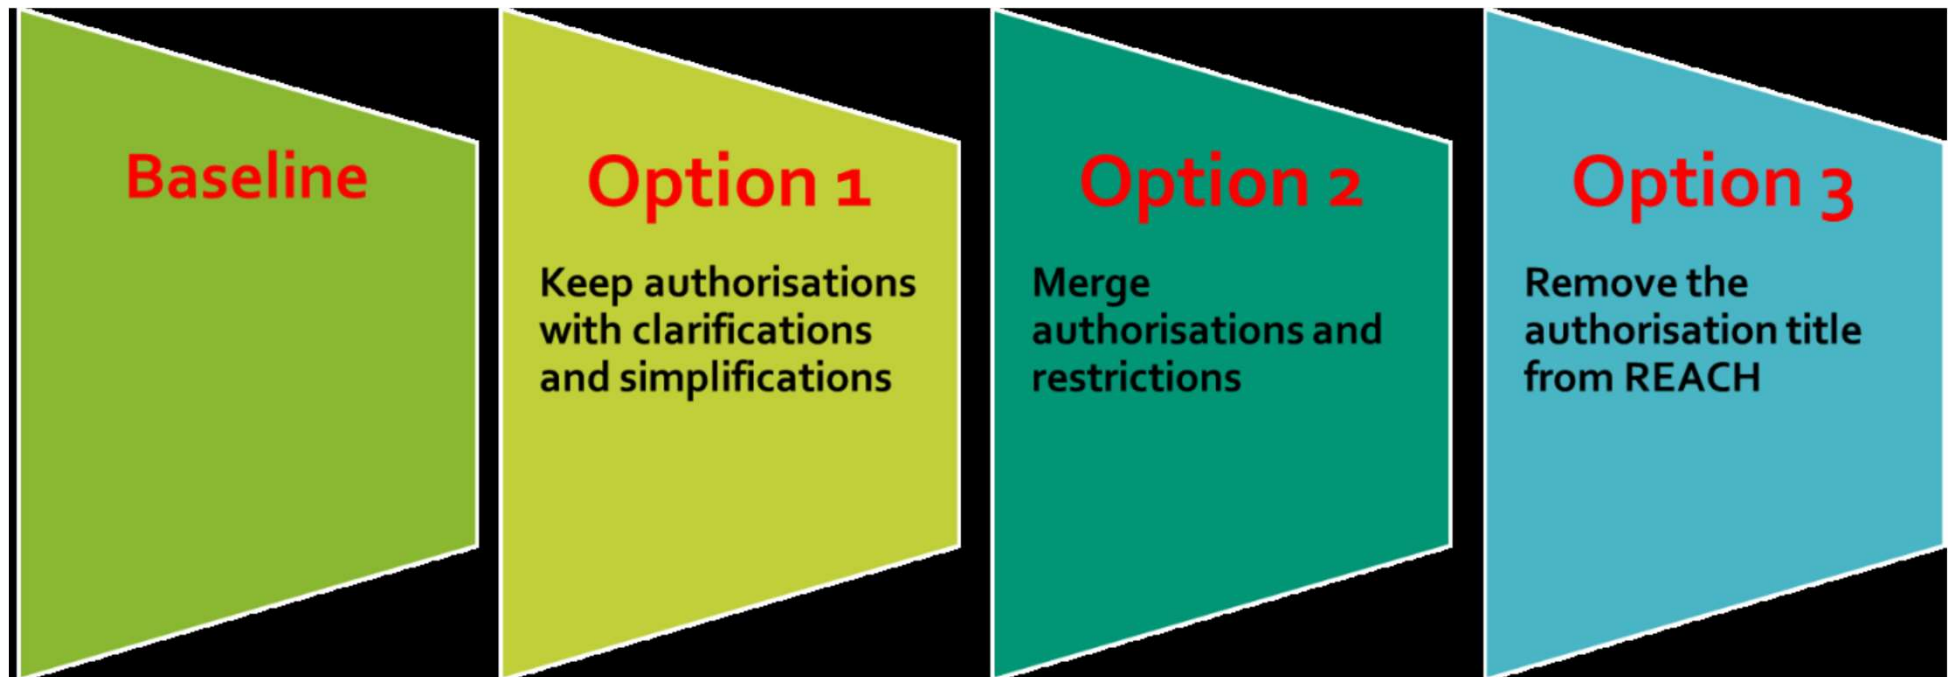 Baseline
Option 1
Keep authorisations
with clarifications
and simplifications
Option 2
Merge
authorisations and
restrictions
Option 3
Remove the
authorisation title
from REACH